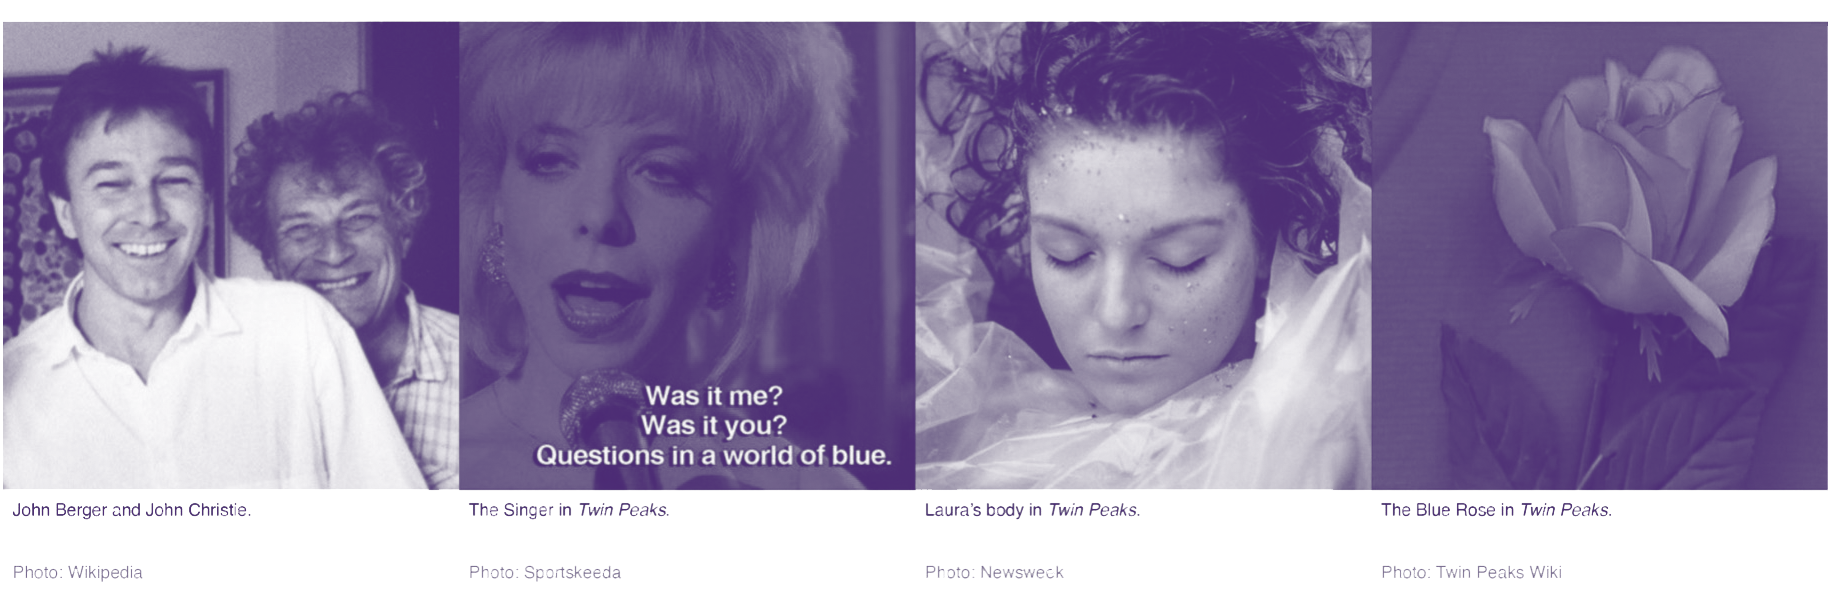 Was it me?
Was it you?
Questions in a world of blue.
John Berger and John Christie.
The Singer in Twin Peaks.
Laura's body in Twin Peaks.
The Blue Rose in Twin Peaks.
Photo: Wikipedia
Photo: Sportskeeda
Photo: Newsweck
Photo: Twin Peaks Wiki